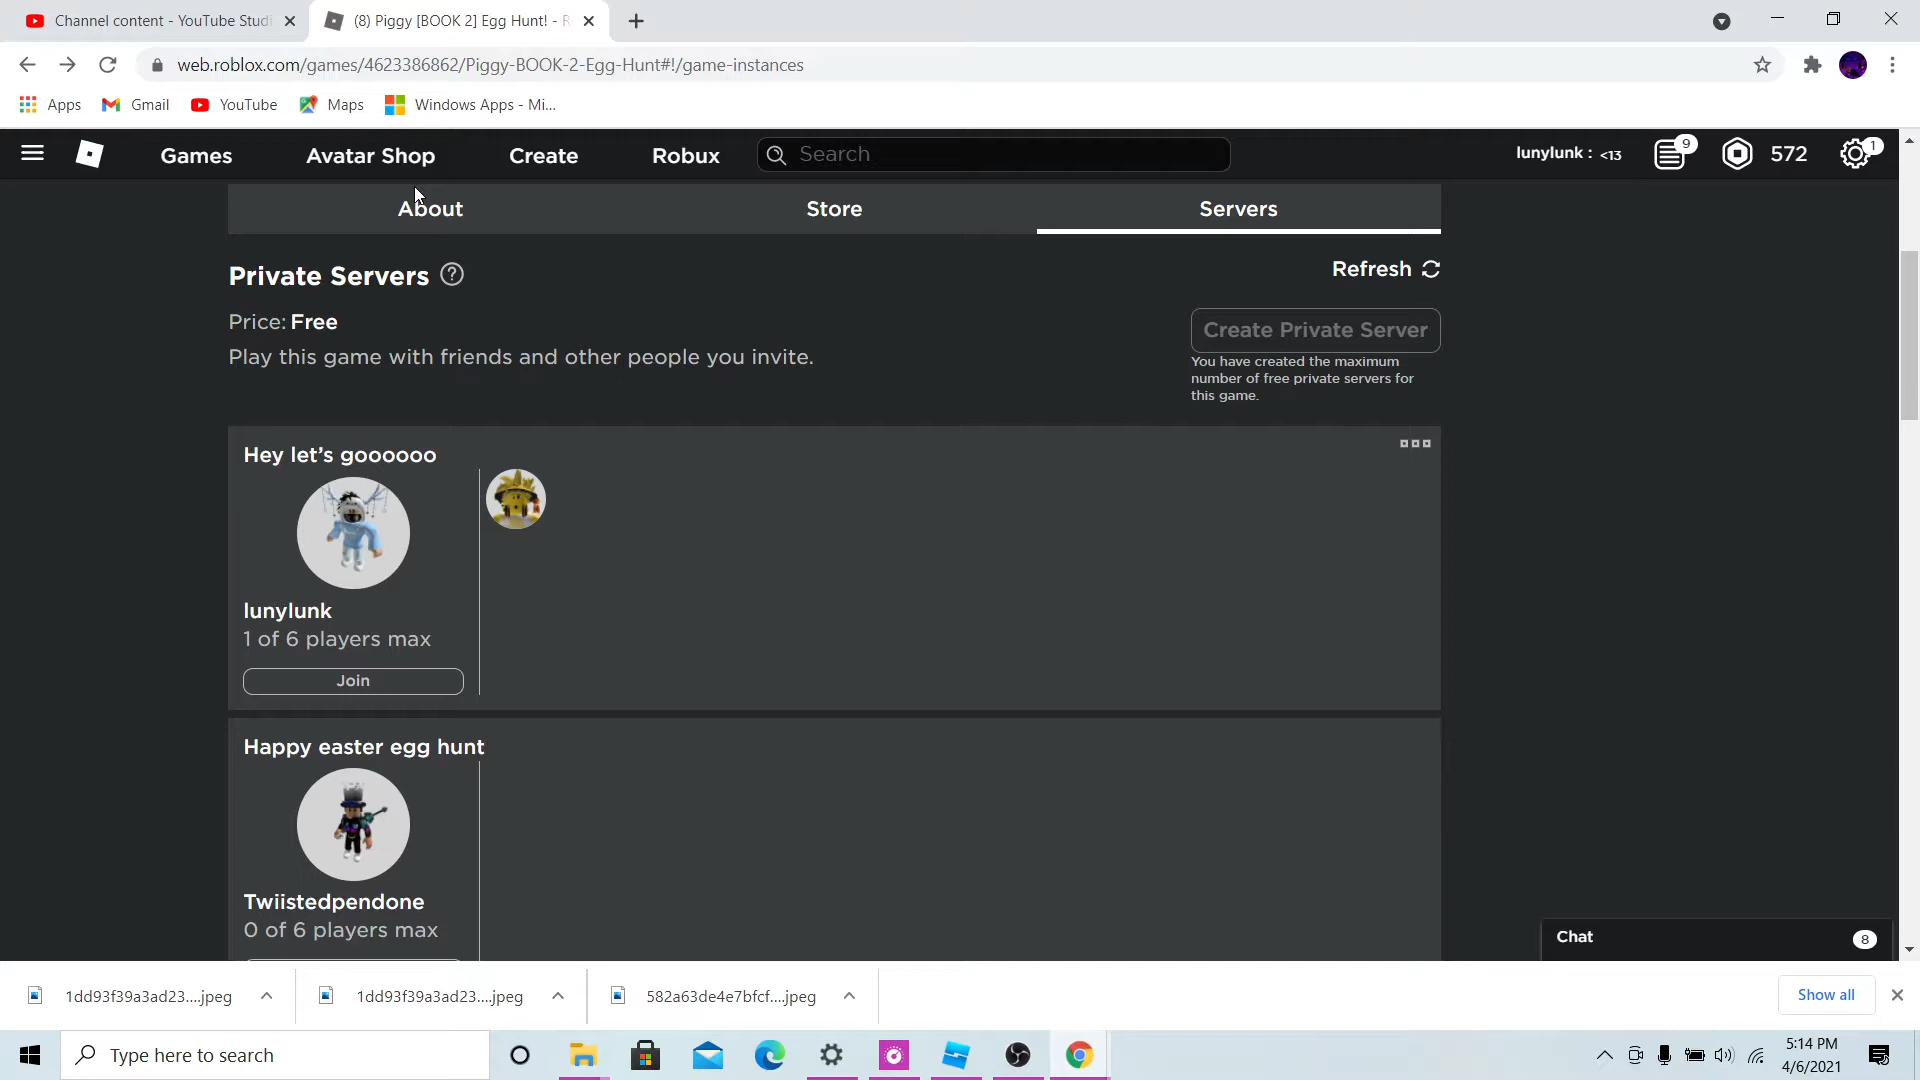 Channel content - YouTube Studi
(8) Piggy [BOOK 2] Egg Hunt! - R
web.roblox.com/games/4623386862/Piggy-BOOK-2-Egg-Hunt#!/game-instances
Apps
Gmail
YouTube
Maps
Windows Apps - Mi...
Games
Avatar Shop
Create
Robux
Search
lunylunk : <13
9
572
1
About
Store
Servers
Private Servers
Refresh
Price: Free
Play this game with friends and other people you invite.
Create Private Server
You have created the maximum
number of free private servers for
this game.
Hey let's goooooo
lunylunk
1 of 6 players max
Join
Happy easter egg hunt
Twiistedpendone
0 of 6 players max
Chat
8
1dd93f39a3ad23....jpeg
1dd93f39a3ad23....jpeg
582a63de4e7bfcf....jpeg
Show all
Type here to search
5:14 PM
4/6/2021